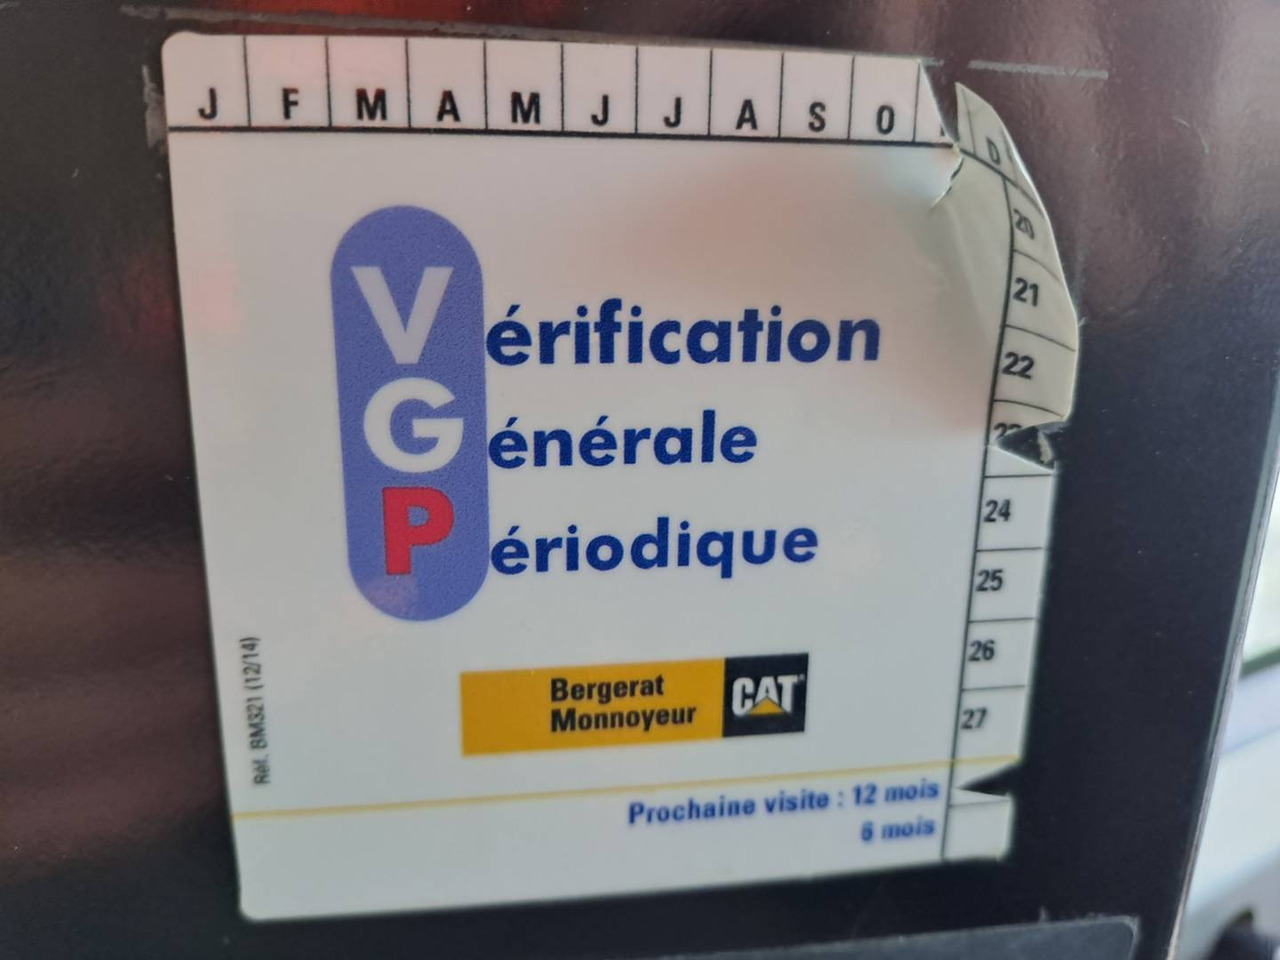 J F M A M J J A S O D
20
21
22
23
24
25
26
27
Vérification
Générale
Périodique
Bergerat
Monnoyeur
CAT
Réf. BM321 (12/14)
Prochaine visite : 12 mois
6 mois